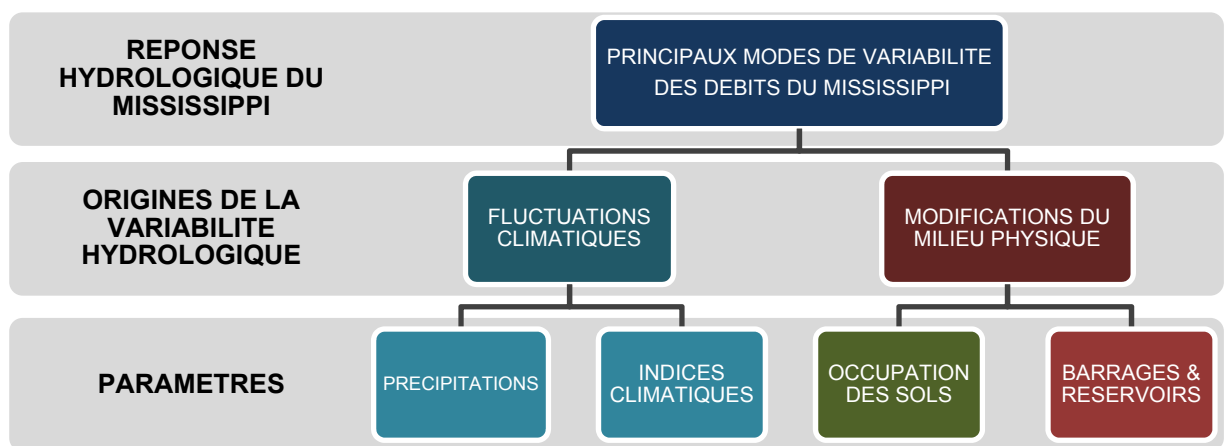 REPONSE
HYDROLOGIQUE DU
MISSISSIPPI
PRINCIPAUX MODES DE VARIABILITE
DES DEBITS DU MISSISSIPPI
ORIGINES DE LA
VARIABILITE
HYDROLOGIQUE
FLUCTUATIONS
CLIMATIQUES
MODIFICATIONS DU
MILIEU PHYSIQUE
PARAMETRES
PRECIPITATIONS
INDICES
CLIMATIQUES
OCCUPATION
DES SOLS
BARRAGES &
RESERVOIRS